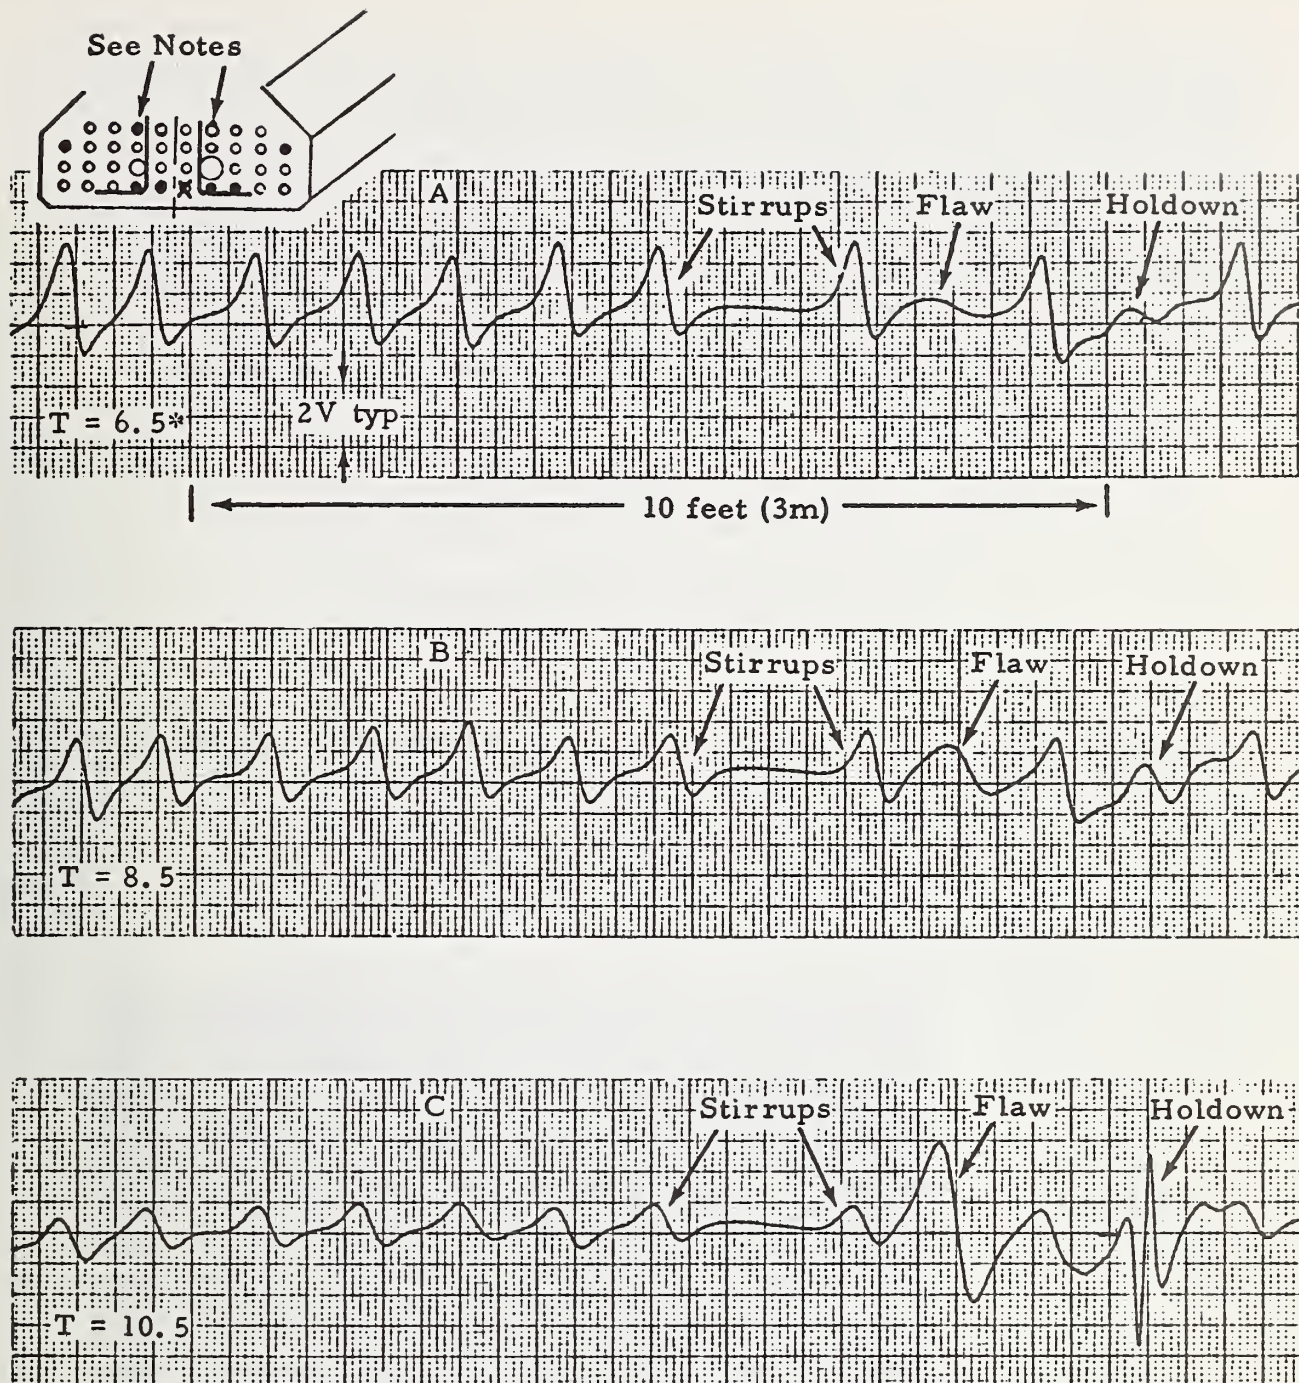 See Notes
A
Stirrups
Flaw
Holdown
T = 6.5*
2V typ
10 feet (3m)
B
Stirrups
Flaw
Holdown
T = 8.5
C
Stirrups
Flaw
Holdown
T = 10.5